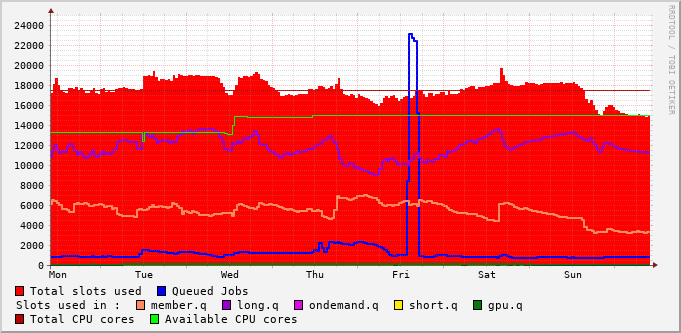 24000
22000
20000
18000
16000
14000
12000
10000
8000
6000
4000
2000
0
Mon Tue Wed Thu Fri Sat Sun
RRDTOOL / TOBI OETIKER
Total slots used Queued Jobs
Slots used in : member.q long.q ondemand.q short.q gpu.q
Total CPU cores Available CPU cores